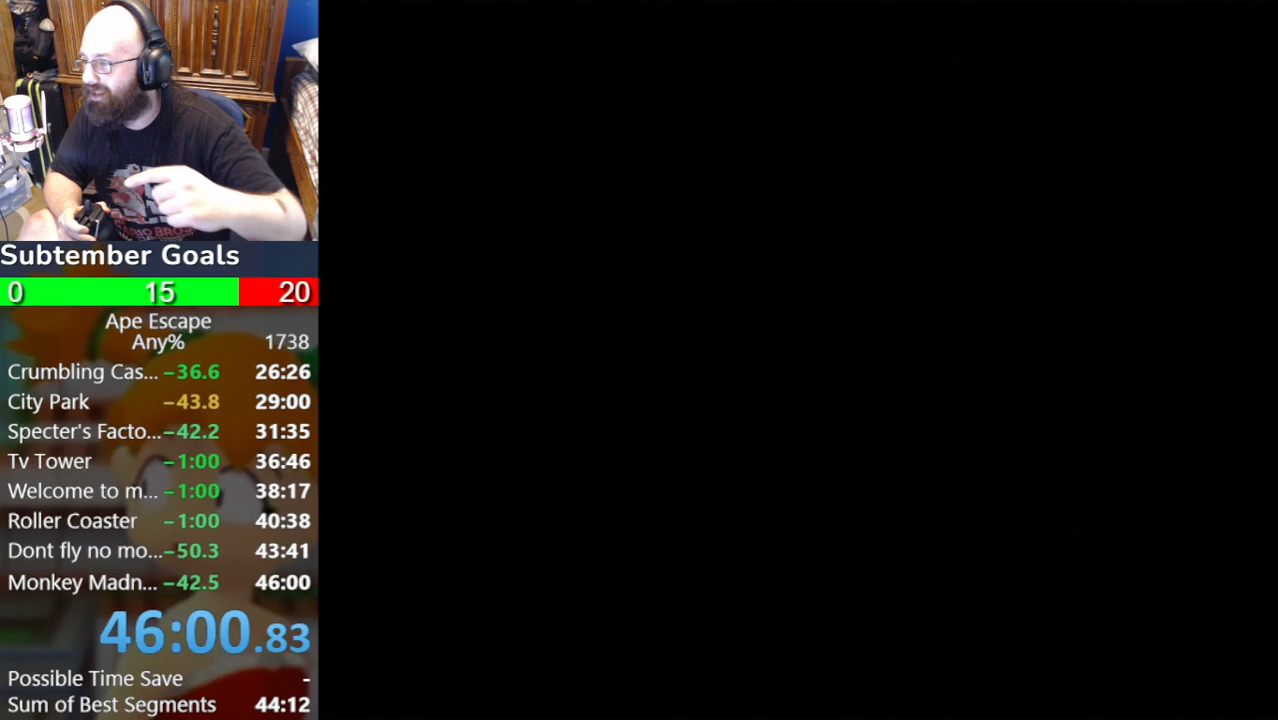 Subtember Goals
0 15 20
Ape Escape
Any% 1738
Crumbling Cas... -36.6 26:26
City Park -43.8 29:00
Specter's Facto... -42.2 31:35
Tv Tower -1:00 36:46
Welcome to m... -1:00 38:17
Roller Coaster -1:00 40:38
Dont fly no mo... -50.3 43:41
Monkey Madn... -42.5 46:00
46:00.83
Possible Time Save -
Sum of Best Segments 44:12